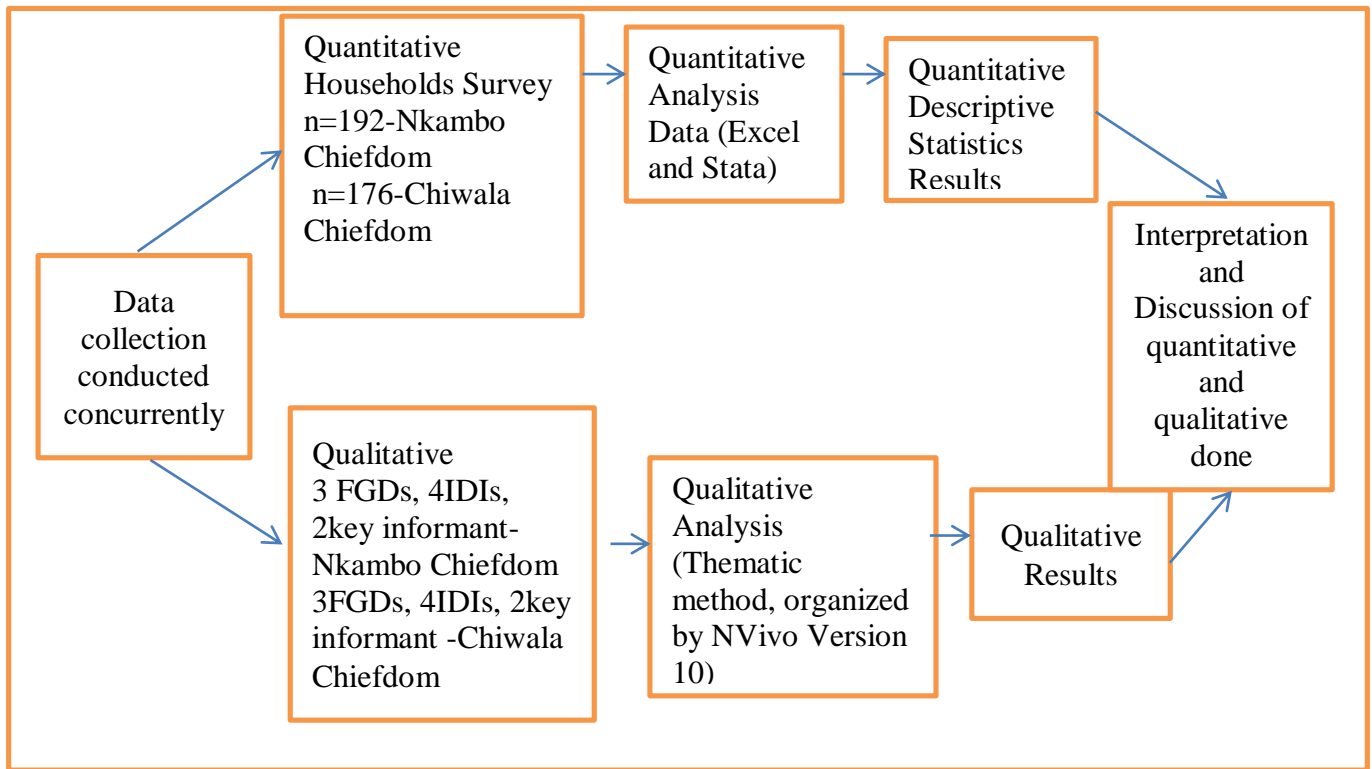 Quantitative
Households Survey
n=192-Nkambo
Chiefdom
n=176-Chiwala
Chiefdom
Quantitative
Analysis
Data (Excel
and Stata)
Quantitative
Descriptive
Statistics
Results
Interpretation
and
Discussion of
quantitative
and
qualitative
done
Data
collection
conducted
concurrently
Qualitative
3 FGDs, 4IDIs,
2key informant-
Nkambo Chiefdom
3FGDs, 4IDIs, 2key
informant -Chiwala
Chiefdom
Qualitative
Analysis
(Thematic
method, organized
by NVivo Version
10)
Qualitative
Results